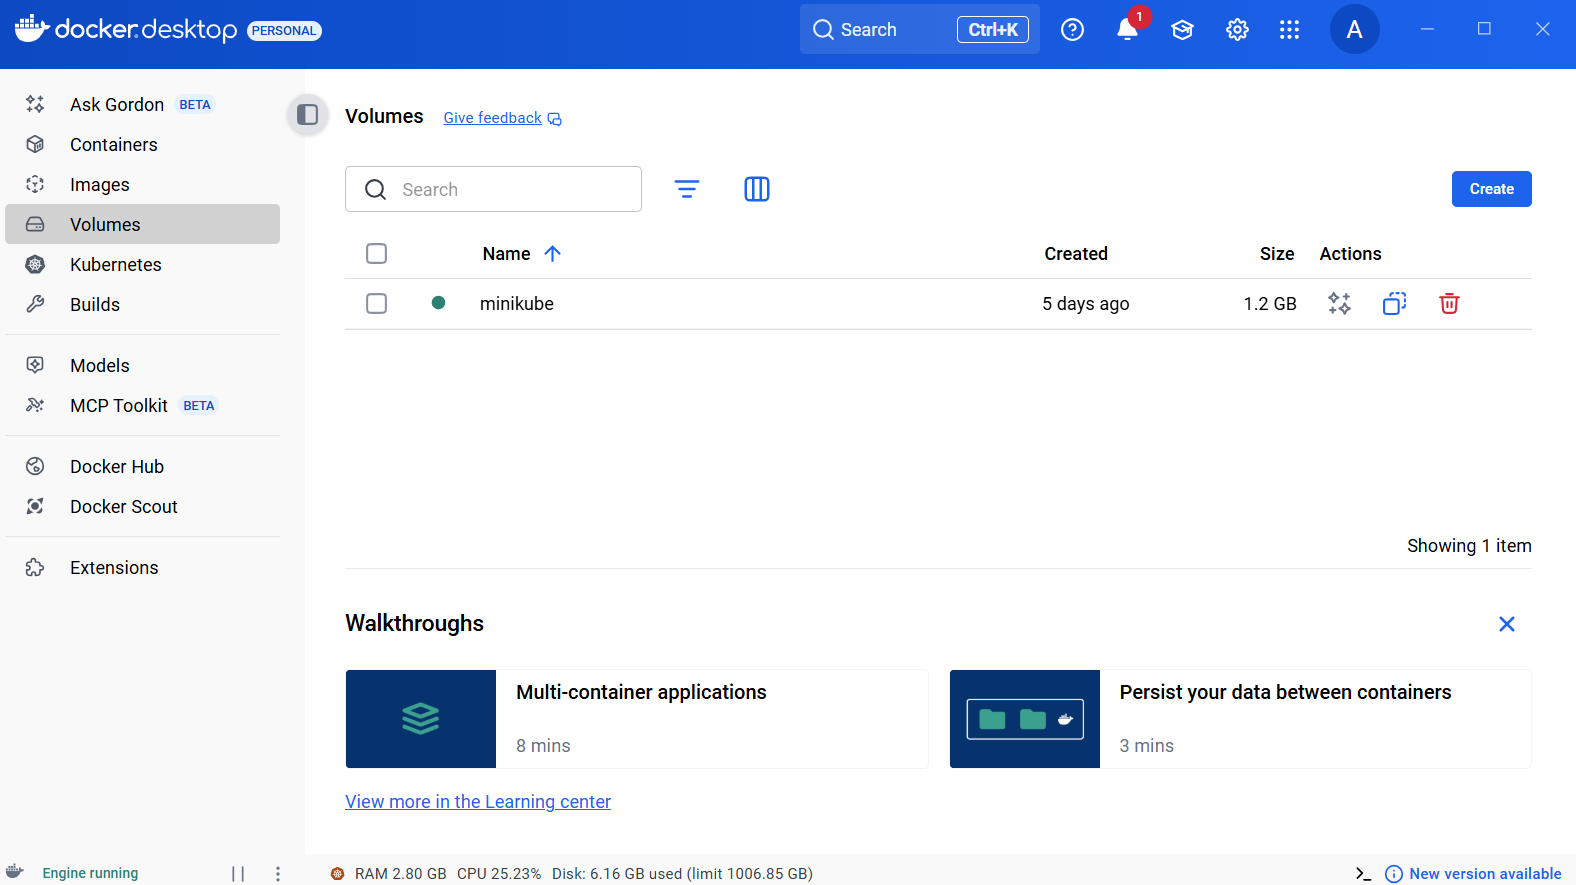 docker.desktop PERSONAL
Search Ctrl+K
1
A
Ask Gordon BETA
Containers
Images
Volumes
Kubernetes
Builds
Models
MCP Toolkit BETA
Docker Hub
Docker Scout
Extensions
Volumes Give feedback
Search
Create
Name Created Size Actions
minikube 5 days ago 1.2 GB
Showing 1 item
Walkthroughs
Multi-container applications
8 mins
Persist your data between containers
3 mins
View more in the Learning center
Engine running
RAM 2.80 GB CPU 25.23% Disk: 6.16 GB used (limit 1006.85 GB)
New version available